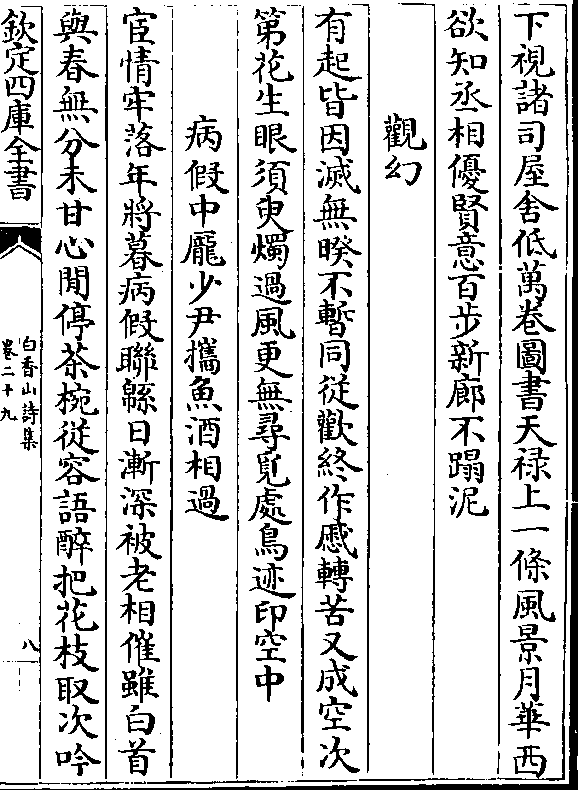 下視諸司屋舍低萬卷圖書天禄上一條風景月華西
欲知丞相優賢意百步新廊不蹋泥
觀幻
有起皆因滅無暌不暫同從歡終作慼轉苦又成空次
第花生眼須臾燭過風更無尋覓處鳥迹印空中
病假中龐少尹攜魚酒相過
宦情牢落年將暮病假聯緜日漸深被老相催雖白首
與春無分未甘心閒停茶椀從容語醉把花枝取次吟
欽定四庫全書
白香山詩集
卷二十九
八